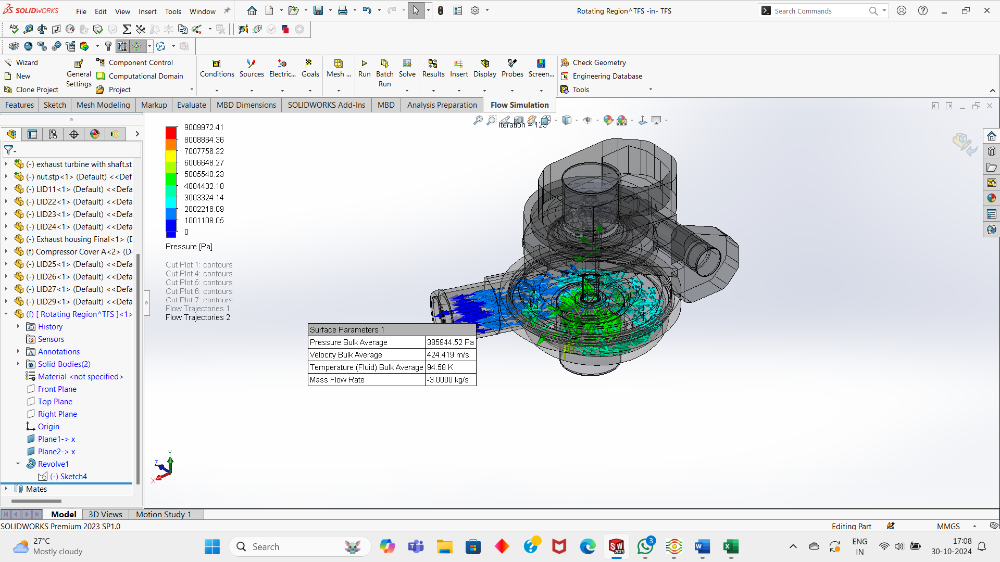 SOLIDWORKS File Edit View Insert Tools Window
Rotating Region^TFS -in- TFS
Search Commands
Wizard
New
Clone Project
General Settings
Component Control
Computational Domain
Project
Conditions Sources Electric... Goals Mesh ... Run Batch Run Solve Results Insert Display Probes Screen...
Check Geometry
Engineering Database
Tools
Features Sketch Mesh Modeling Markup Evaluate MBD Dimensions SOLIDWORKS Add-Ins MBD Analysis Preparation Flow Simulation
Iteration = 123
(-) exhaust turbine with shaft.st
(-) nut.stp<1> (Default) <<Def
(-) LID11<1> (Default) <<Defa
(-) LID22<1> (Default) <<Defa
(-) LID23<1> (Default) <<Defa
(-) LID24<1> (Default) <<Defa
(-) Exhaust housing Final<1> (D
(f) Compressor Cover A<2> (De
(-) LID25<1> (Default) <<Defa
(-) LID26<1> (Default) <<Defa
(-) LID27<1> (Default) <<Defa
(-) LID29<1> (Default) <<Defa
(f) [ Rotating Region^TFS ]<1>
History
Sensors
Annotations
Solid Bodies(2)
Material <not specified>
Front Plane
Top Plane
Right Plane
Origin
Plane1-> x
Plane2-> x
Revolve1
(-) Sketch4
Mates
9009972.41
8008864.36
7007756.32
6006648.27
5005540.23
4004432.18
3003324.14
2002216.09
1001108.05
0
Pressure [Pa]
Cut Plot 1: contours
Cut Plot 4: contours
Cut Plot 5: contours
Cut Plot 6: contours
Cut Plot 7: contours
Flow Trajectories 1
Flow Trajectories 2
Surface Parameters 1
Pressure Bulk Average 385944.52 Pa
Velocity Bulk Average 424.419 m/s
Temperature (Fluid) Bulk Average 94.58 K
Mass Flow Rate -3.0000 kg/s
Y
Z
X
Model 3D Views Motion Study 1
SOLIDWORKS Premium 2023 SP1.0
Editing Part
MMGS
27°C
Mostly cloudy
Search
SW 2023
3
ENG
IN
17:08
30-10-2024